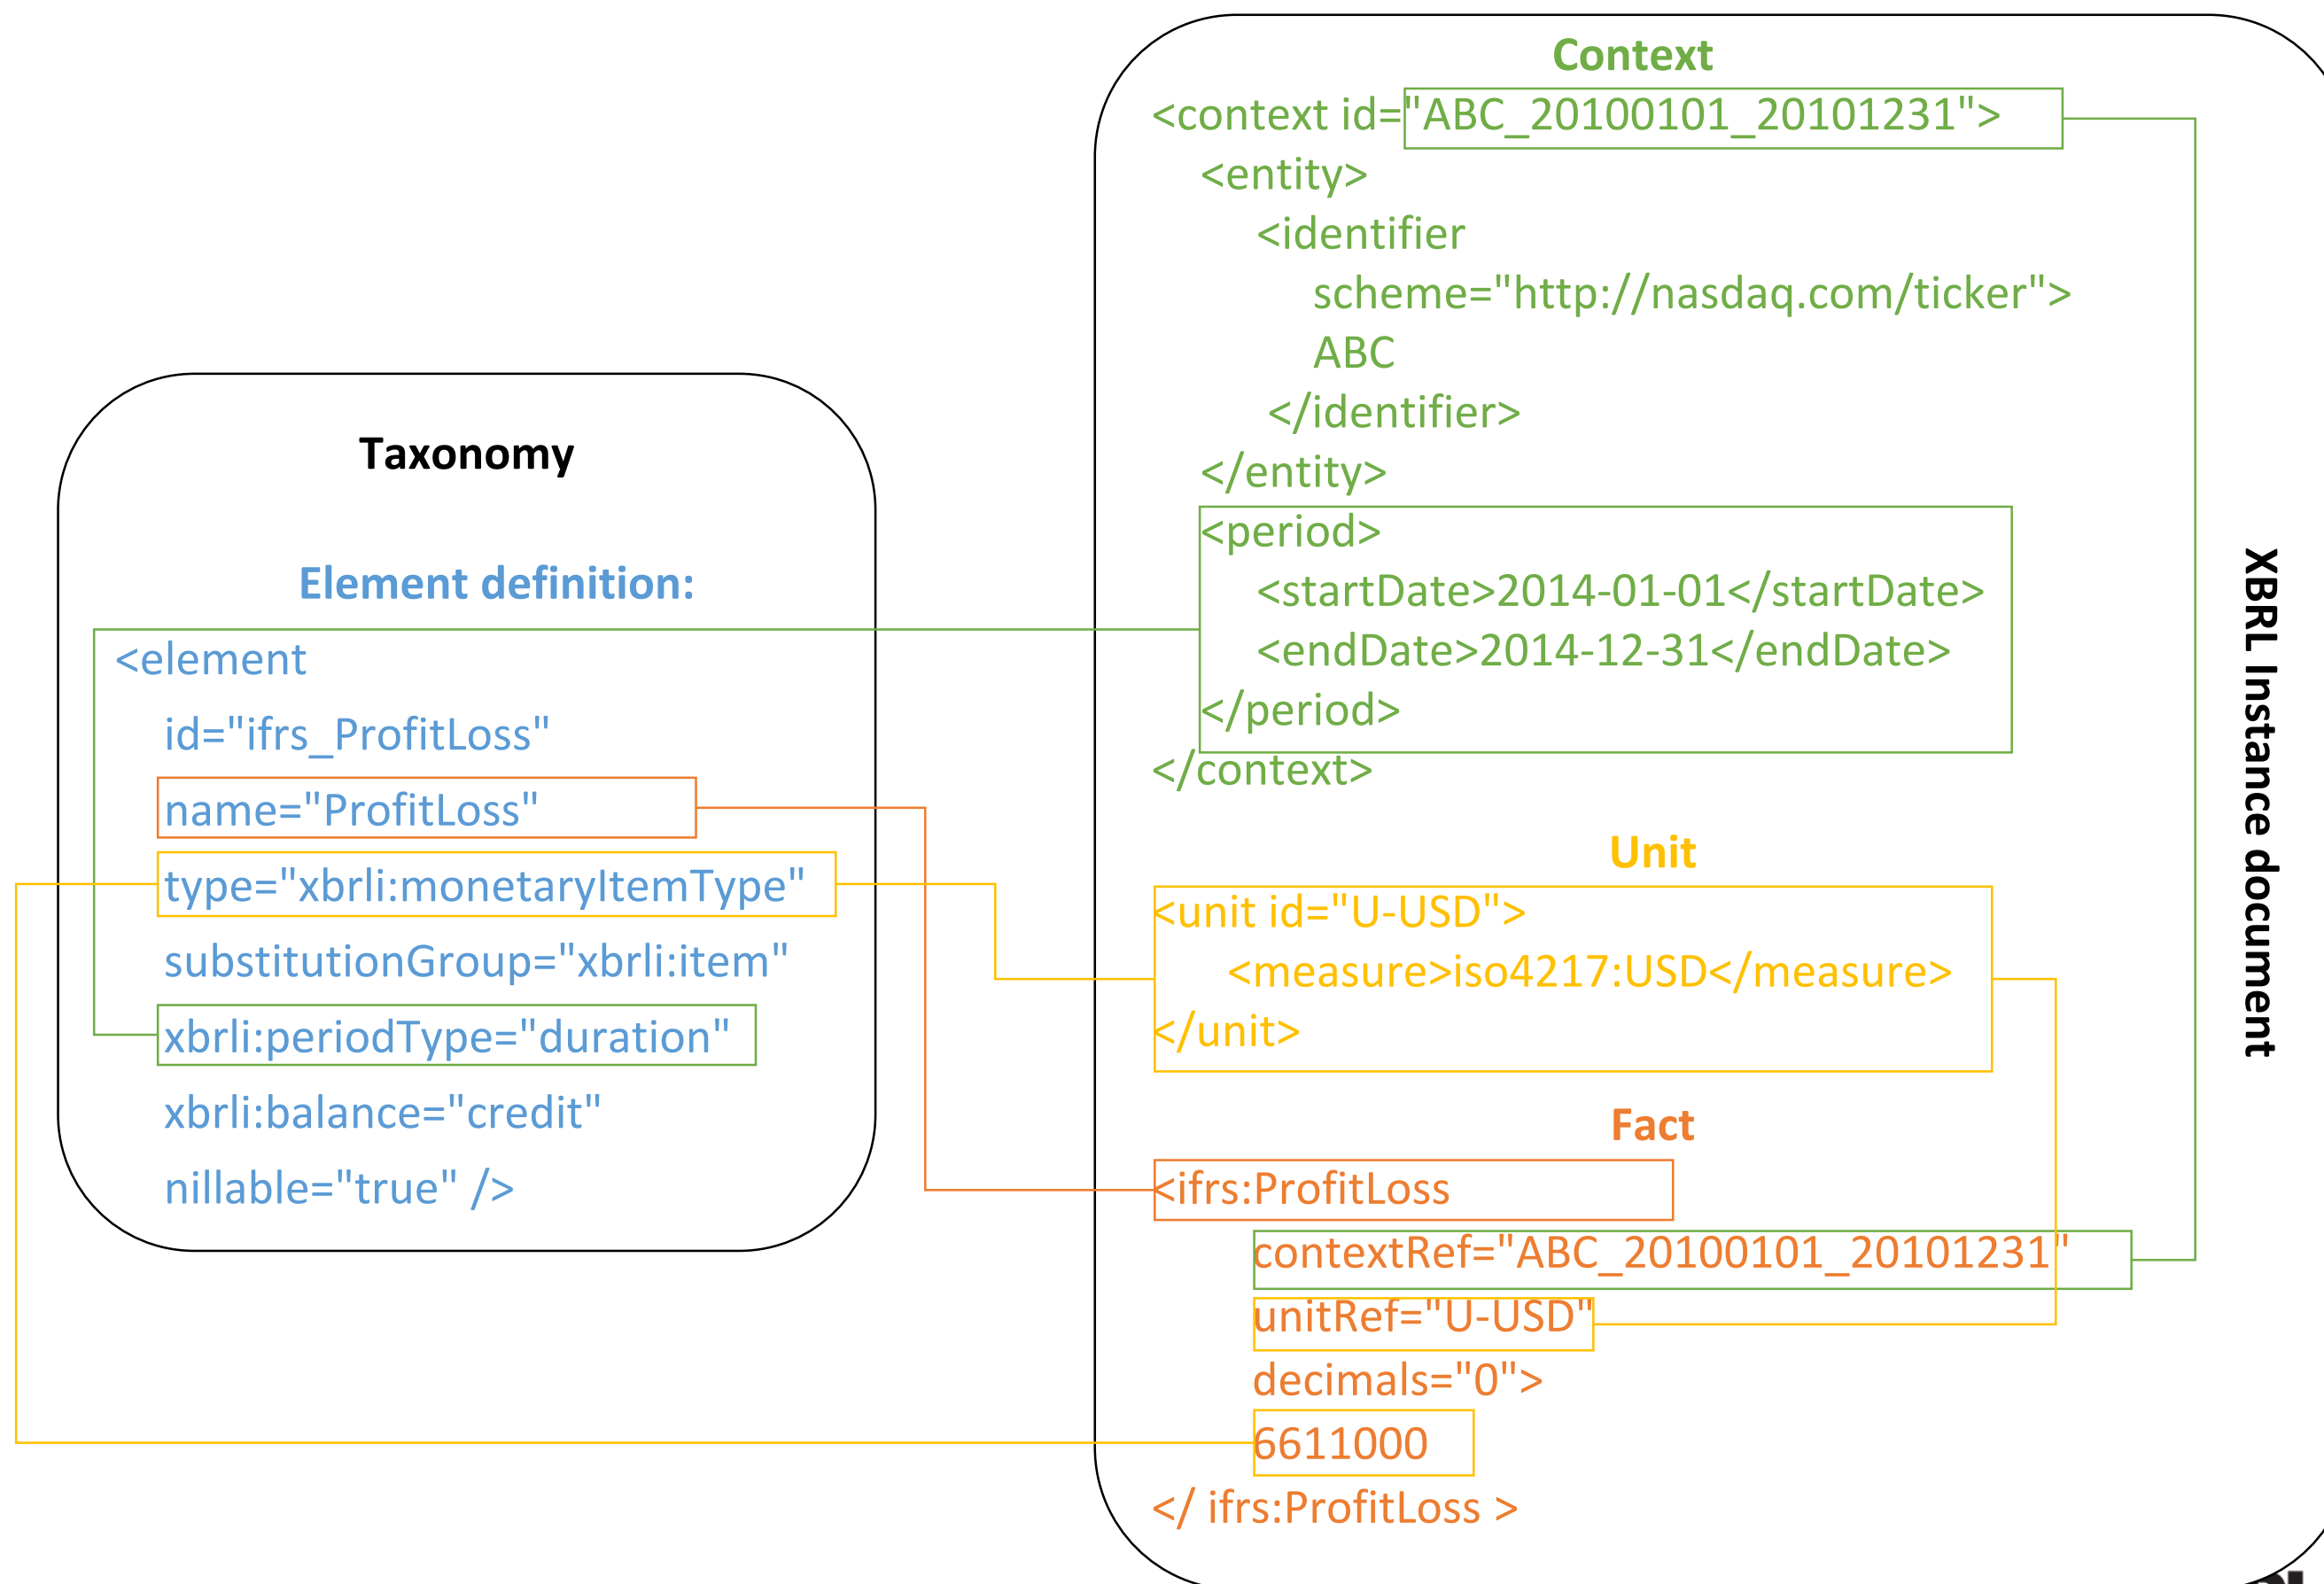 Taxonomy
Element definition:
<element
id="ifrs_ProfitLoss"
name="ProfitLoss"
type="xbrli:monetaryItemType"
substitutionGroup="xbrli:item"
xbrli:periodType="duration"
xbrli:balance="credit"
nillable="true" />
Context
<context id="ABC_20100101_20101231">
<entity>
<identifier
scheme="http://nasdaq.com/ticker">
ABC
</identifier>
</entity>
<period>
<startDate>2014-01-01</startDate>
<endDate>2014-12-31</endDate>
</period>
</context>
Unit
<unit id="U-USD">
<measure>iso4217:USD</measure>
</unit>
Fact
<ifrs:ProfitLoss
contextRef="ABC_20100101_20101231"
unitRef="U-USD"
decimals="0">
6611000
</ ifrs:ProfitLoss >
XBRL Instance document